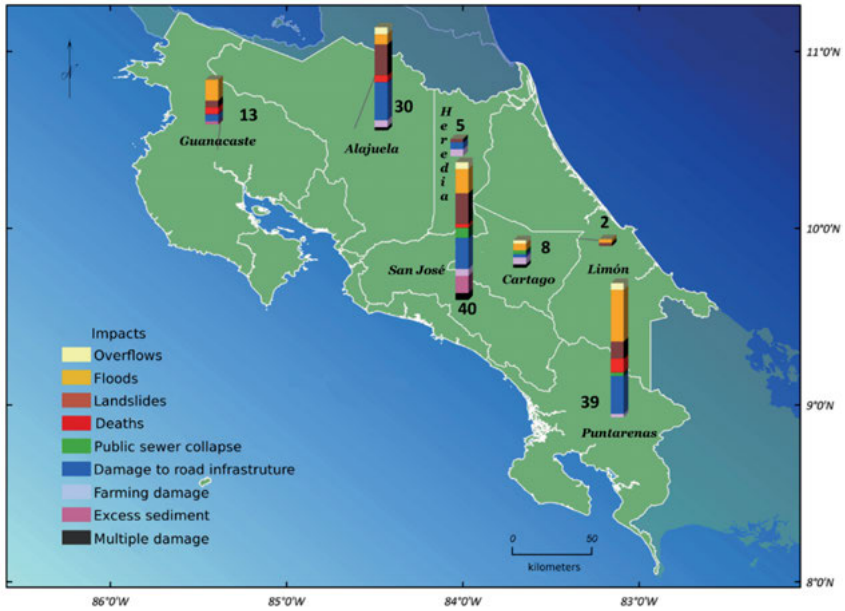 11°0'N
10°0'N
9°0'N
8°0'N
86°0'W
85°0'W
84°0'W
83°0'W
13
Guanacaste
30
Alajuela
Heredia
5
San José
40
8
Cartago
2
Limón
39
Puntarenas
Impacts
Overflows
Floods
Landslides
Deaths
Public sewer collapse
Damage to road infrastruture
Farming damage
Excess sediment
Multiple damage
0 50
kilometers